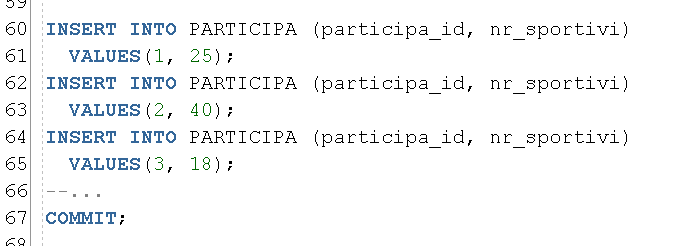 59
60 INSERT INTO PARTICIPA (participa_id, nr_sportivi)
61   VALUES(1, 25);
62 INSERT INTO PARTICIPA (participa_id, nr_sportivi)
63   VALUES(2, 40);
64 INSERT INTO PARTICIPA (participa_id, nr_sportivi)
65   VALUES(3, 18);
66 --...
67 COMMIT;
68